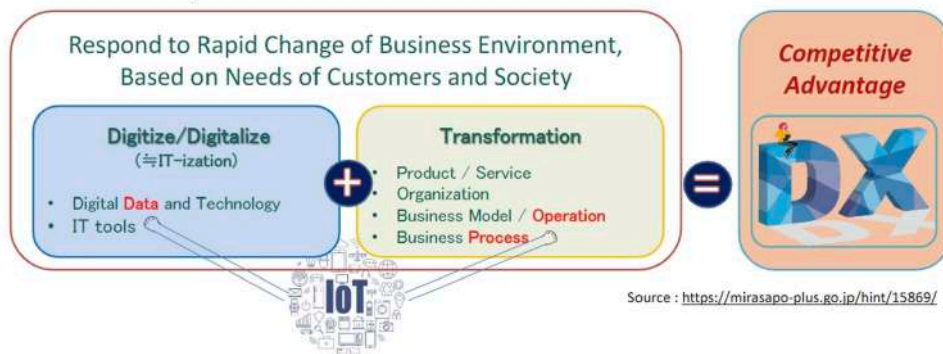 Respond to Rapid Change of Business Environment,
Based on Needs of Customers and Society
Digitize/Digitalize
(≒IT-ization)
• Digital Data and Technology
• IT tools
+
Transformation
• Product / Service
• Organization
• Business Model / Operation
• Business Process
=
Competitive
Advantage
DX
IoT
Source : https://mirasapo-plus.go.jp/hint/15869/